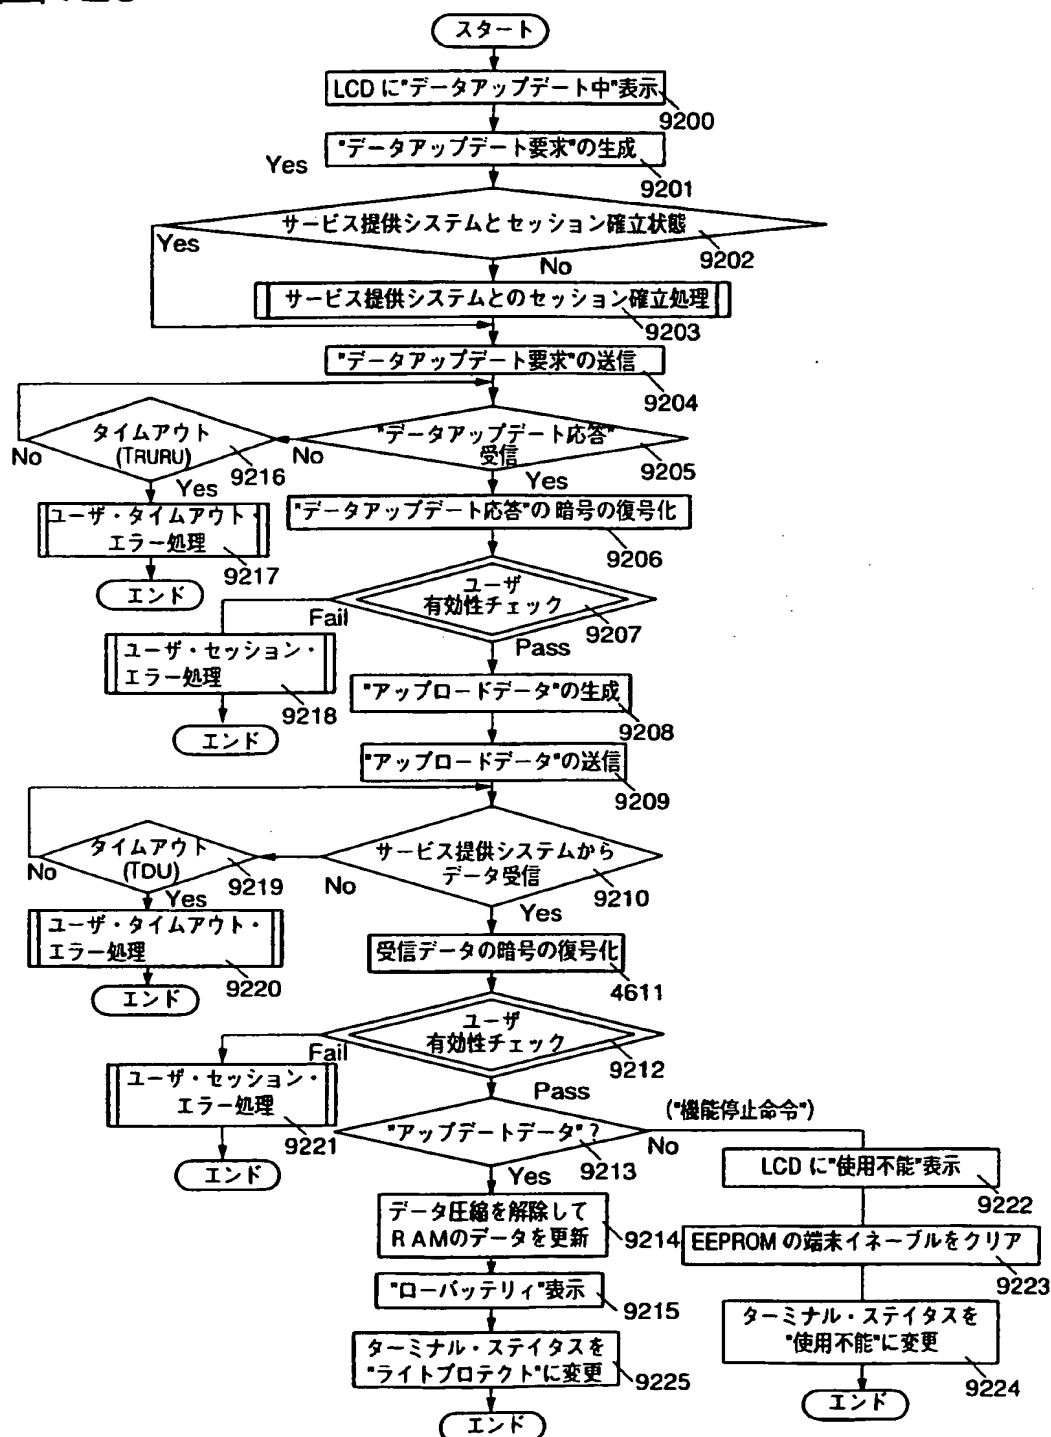 スタート
LCDに"データアップデート中"表示
9200
"データアップデート要求"の生成
Yes
9201
サービス提供システムとセッション確立状態
Yes
9202
No
サービス提供システムとのセッション確立処理
9203
"データアップデート要求"の送信
9204
タイムアウト
(TRURU)
No
9216
No
"データアップデート応答"
受信
9205
Yes
Yes
ユーザ・タイムアウト・
エラー処理
9217
エンド
"データアップデート応答"の暗号の復号化
9206
ユーザ
有効性チェック
9207
Fail
Pass
ユーザ・セッション・
エラー処理
9218
エンド
"アップロードデータ"の生成
9208
"アップロードデータ"の送信
9209
タイムアウト
(TDU)
No
9219
No
サービス提供システムから
データ受信
9210
Yes
Yes
ユーザ・タイムアウト・
エラー処理
9220
エンド
受信データの暗号の復号化
4611
ユーザ
有効性チェック
9212
Fail
Pass
ユーザ・セッション・
エラー処理
9221
エンド
"アップデートデータ"?
9213
("機能停止命令")
No
Yes
LCDに"使用不能"表示
9222
データ圧縮を解除して
RAMのデータを更新
9214
EEPROMの端末イネーブルをクリア
9223
"ローバッテリィ"表示
9215
ターミナル・ステイタスを
"使用不能"に変更
9224
ターミナル・ステイタスを
"ライトプロテクト"に変更
9225
エンド
エンド